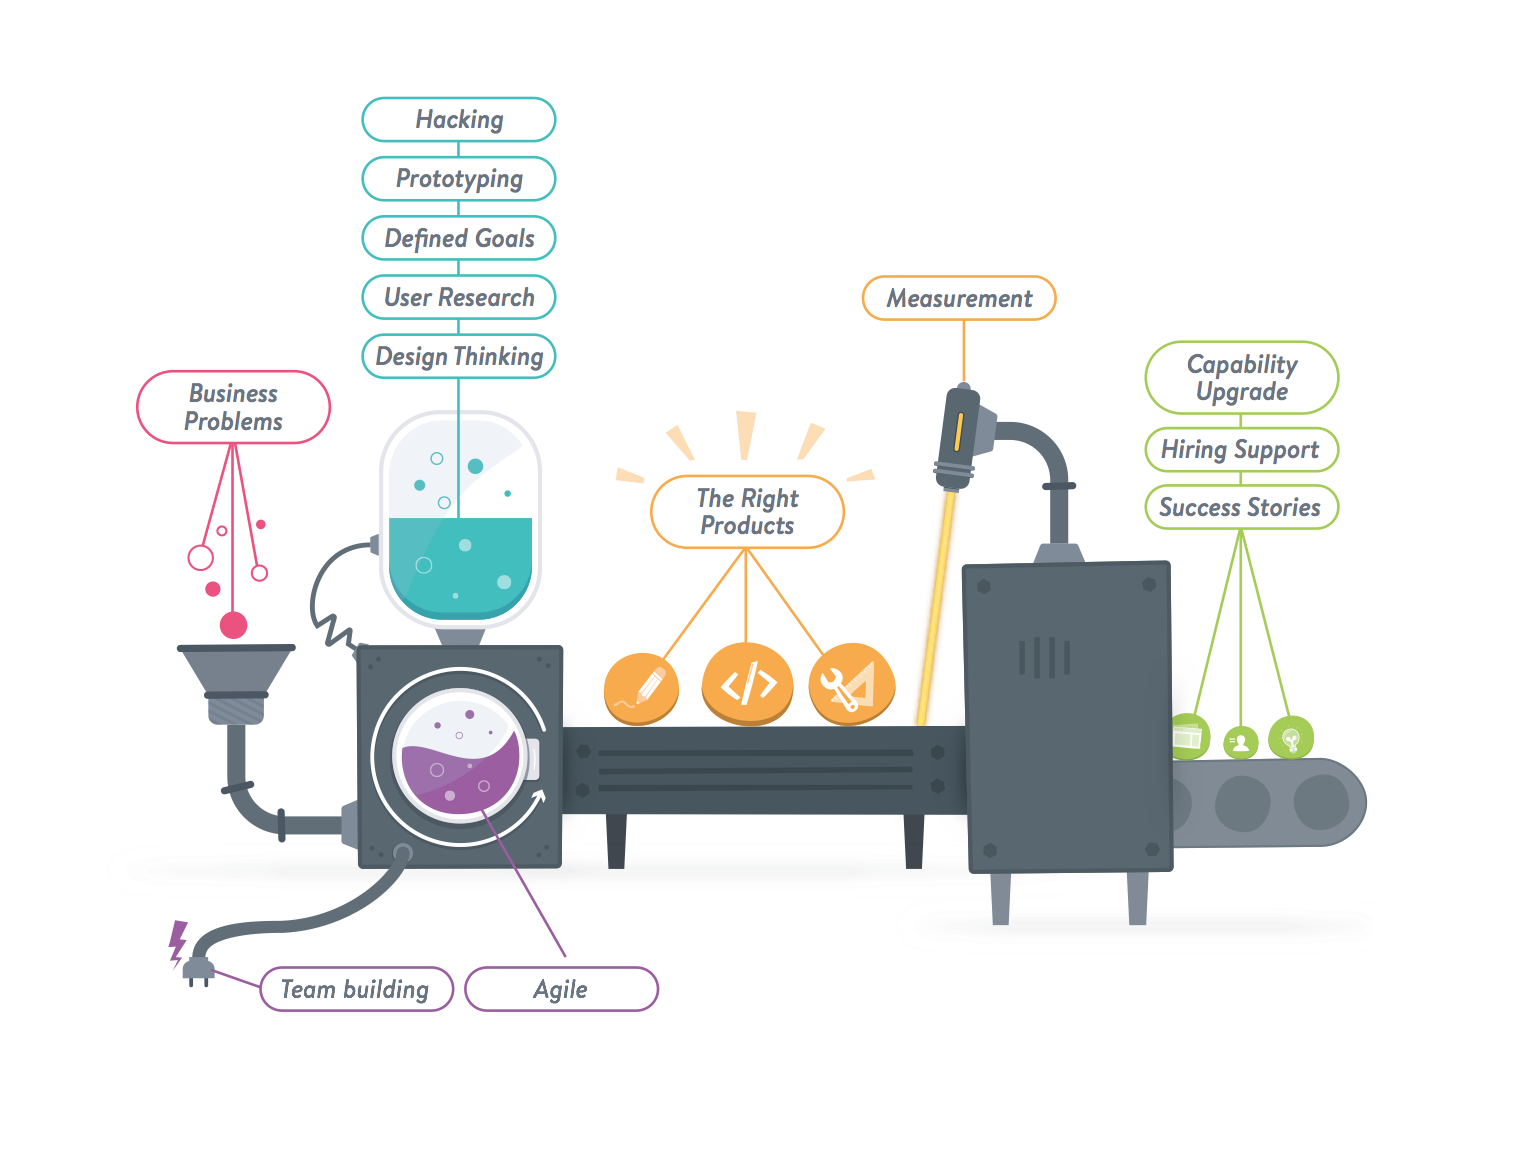 Hacking
Prototyping
Defined Goals
User Research
Design Thinking
Business
Problems
Measurement
The Right
Products
</>
Capability
Upgrade
Hiring Support
Success Stories
Team building
Agile